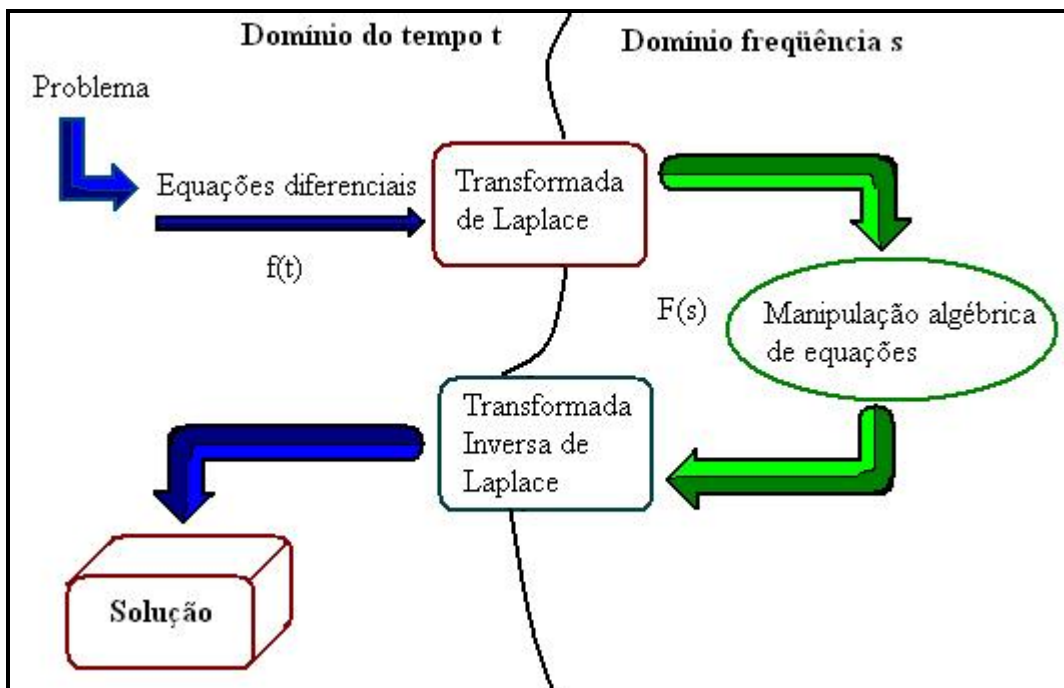 Domínio do tempo t
Domínio freqüência s
Problema
Equações diferenciais
f(t)
Transformada
de Laplace
F(s)
Manipulação algébrica
de equações
Transformada
Inversa de
Laplace
Solução